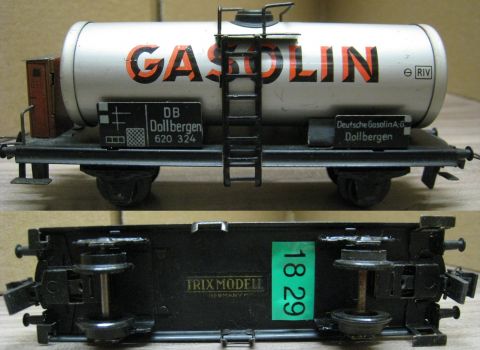 GASOLIN
RIV
DB
Dollbergen
620 324
Deutsche Gasolin A-G
Dollbergen
TRIX MODELL
GERMANY
18 29